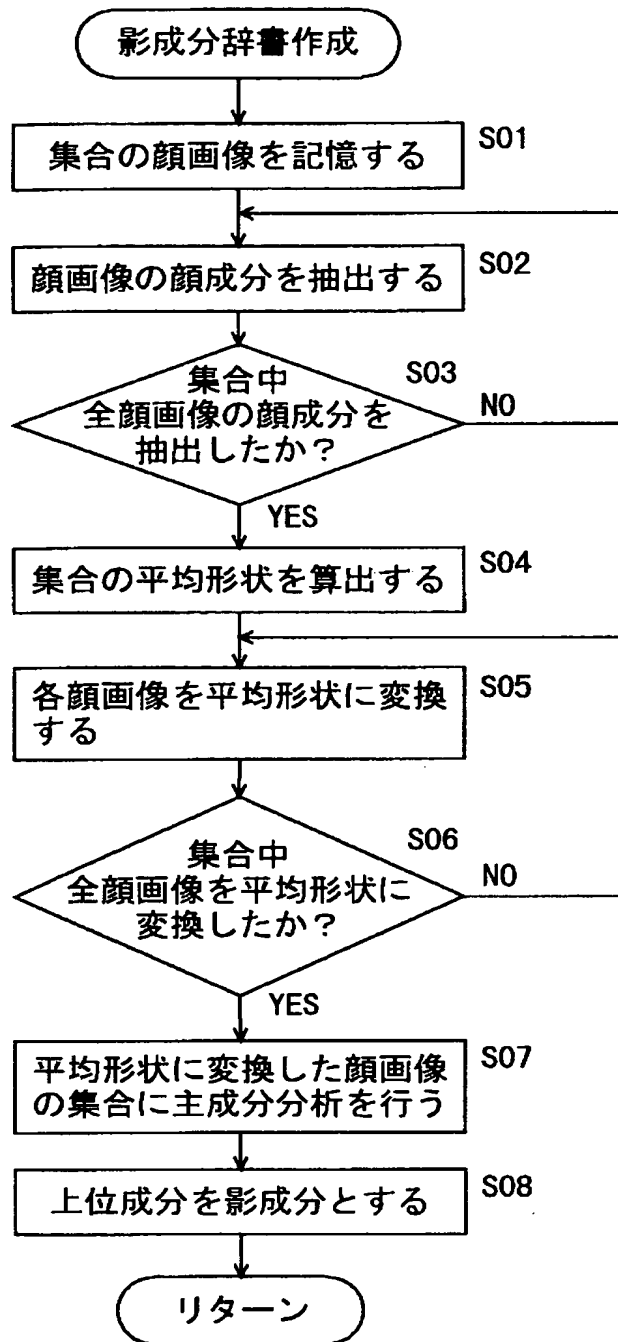 影成分辞書作成
集合の顔画像を記憶する
S01
顔画像の顔成分を抽出する
S02
集合中
全顔画像の顔成分を
抽出したか？
S03
NO
YES
集合の平均形状を算出する
S04
各顔画像を平均形状に変換
する
S05
集合中
全顔画像を平均形状に
変換したか？
S06
NO
YES
平均形状に変換した顔画像
の集合に主成分分析を行う
S07
上位成分を影成分とする
S08
リターン